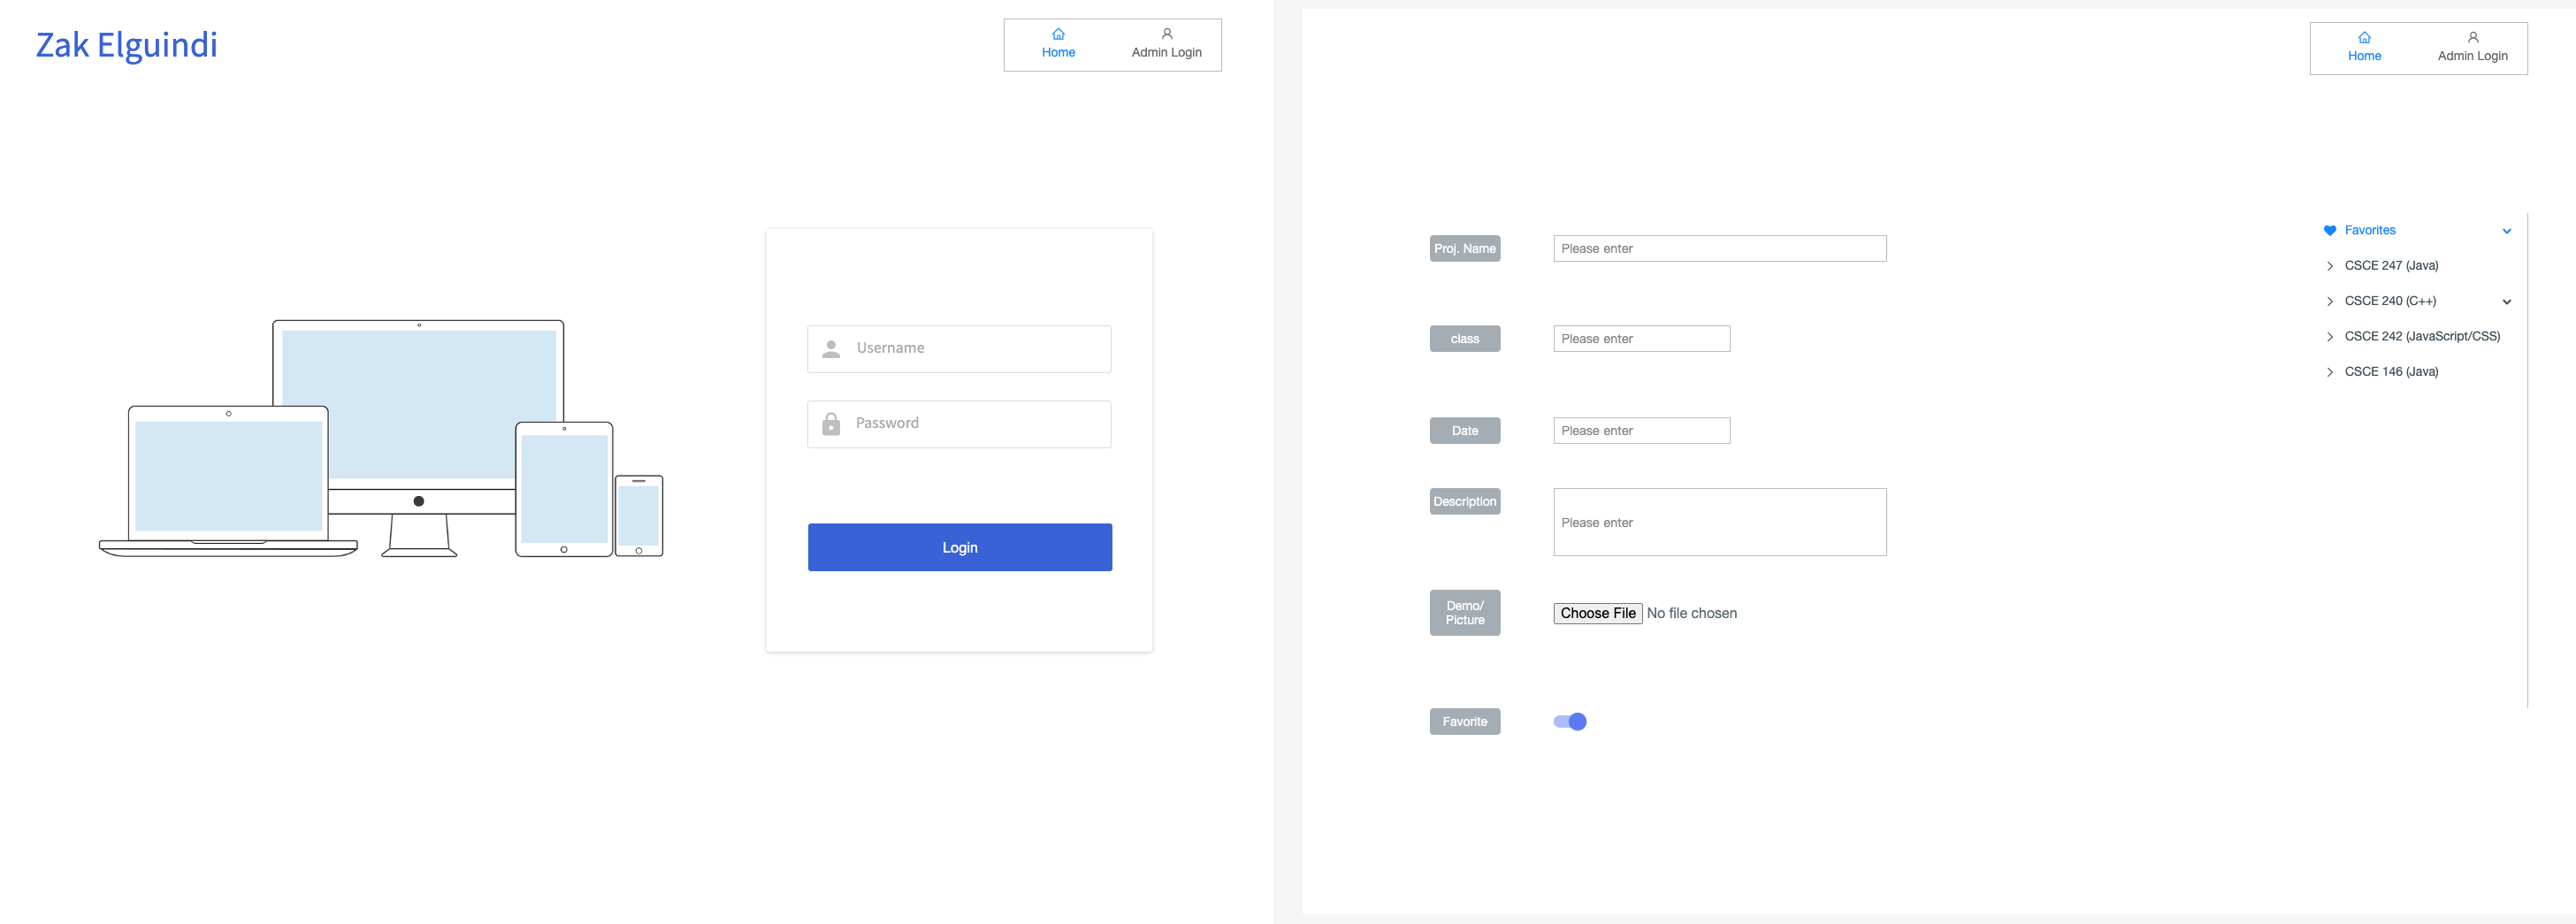 Zak Elguindi
Home
Admin Login
Username
Password
Login
Home
Admin Login
Proj. Name
Please enter
class
Please enter
Date
Please enter
Description
Please enter
Demo/
Picture
Choose File No file chosen
Favorite
Favorites
CSCE 247 (Java)
CSCE 240 (C++)
CSCE 242 (JavaScript/CSS)
CSCE 146 (Java)